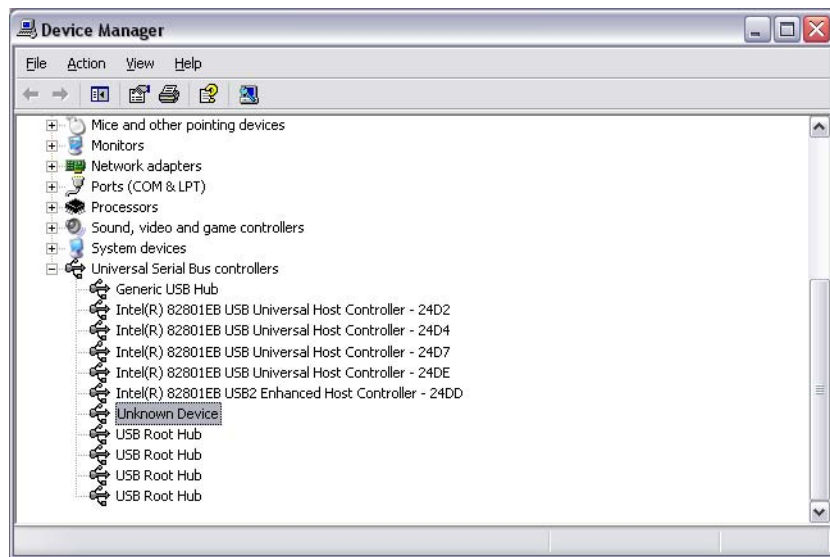 Device Manager
File Action View Help
Mice and other pointing devices
Monitors
Network adapters
Ports (COM & LPT)
Processors
Sound, video and game controllers
System devices
Universal Serial Bus controllers
Generic USB Hub
Intel(R) 82801EB USB Universal Host Controller - 24D2
Intel(R) 82801EB USB Universal Host Controller - 24D4
Intel(R) 82801EB USB Universal Host Controller - 24D7
Intel(R) 82801EB USB Universal Host Controller - 24DE
Intel(R) 82801EB USB2 Enhanced Host Controller - 24DD
Unknown Device
USB Root Hub
USB Root Hub
USB Root Hub
USB Root Hub